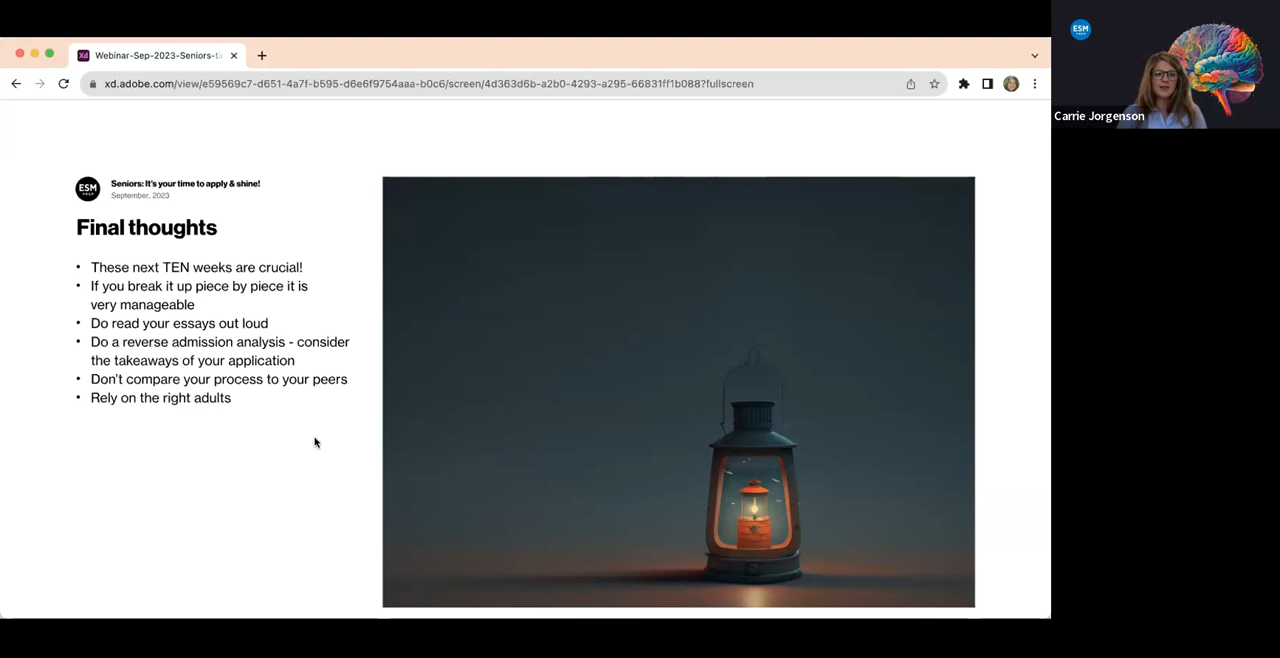 Webinar-Sep-2023-Seniors-ti
xd.adobe.com/view/e59569c7-d651-4a7f-b595-d6e6f9754aaa-b0c6/screen/4d363d6b-a2b0-4293-a295-66831ff1b088?fullscreen
ESM
Carrie Jorgenson
ESM
PREP
Seniors: It's your time to apply & shine!
September, 2023
Final thoughts
• These next TEN weeks are crucial!
• If you break it up piece by piece it is
very manageable
• Do read your essays out loud
• Do a reverse admission analysis - consider
the takeaways of your application
• Don't compare your process to your peers
• Rely on the right adults